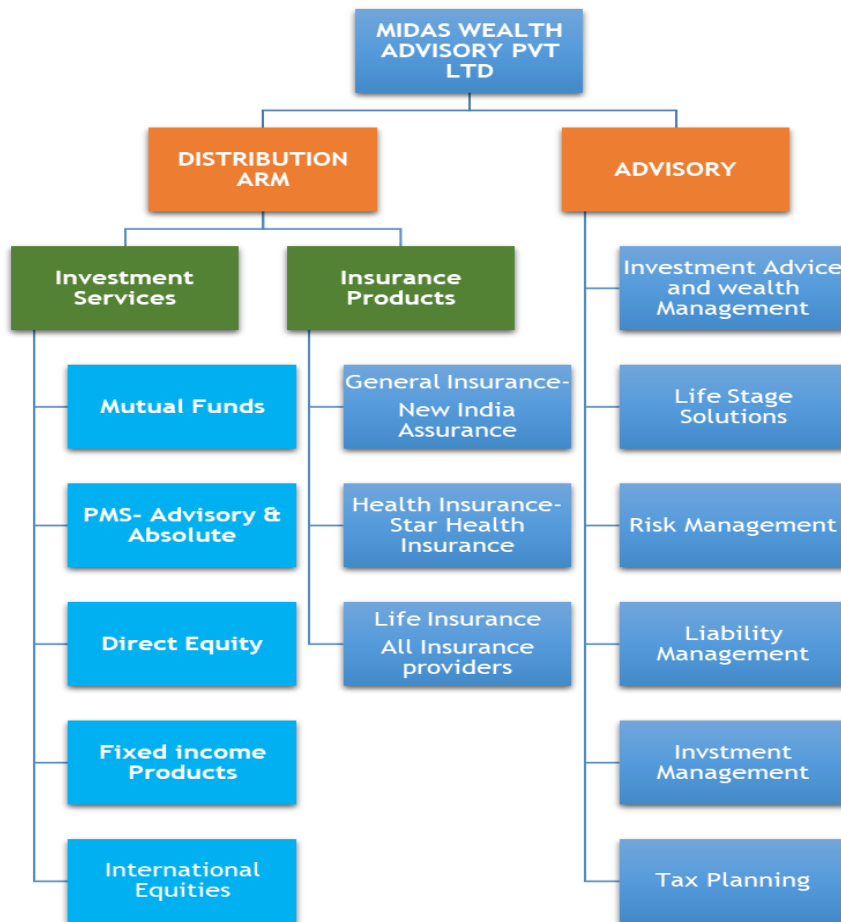 MIDAS WEALTH
ADVISORY PVT
LTD
DISTRIBUTION
ARM
ADVISORY
Investment
Services
Insurance
Products
Mutual Funds
PMS- Advisory &
Absolute
Direct Equity
Fixed income
Products
International
Equities
General Insurance-
New India
Assurance
Health Insurance-
Star Health
Insurance
Life Insurance
All Insurance
providers
Investment Advice
and wealth
Management
Life Stage
Solutions
Risk Management
Liability
Management
Invstment
Management
Tax Planning